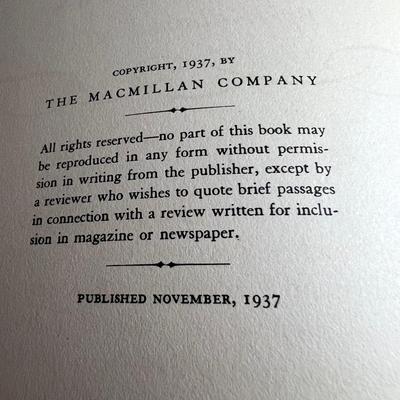 COPYRIGHT, 1937, BY
THE MACMILLAN COMPANY
All rights reserved—no part of this book may
be reproduced in any form without permis-
sion in writing from the publisher, except by
a reviewer who wishes to quote brief passages
in connection with a review written for inclu-
sion in magazine or newspaper.
PUBLISHED NOVEMBER, 1937